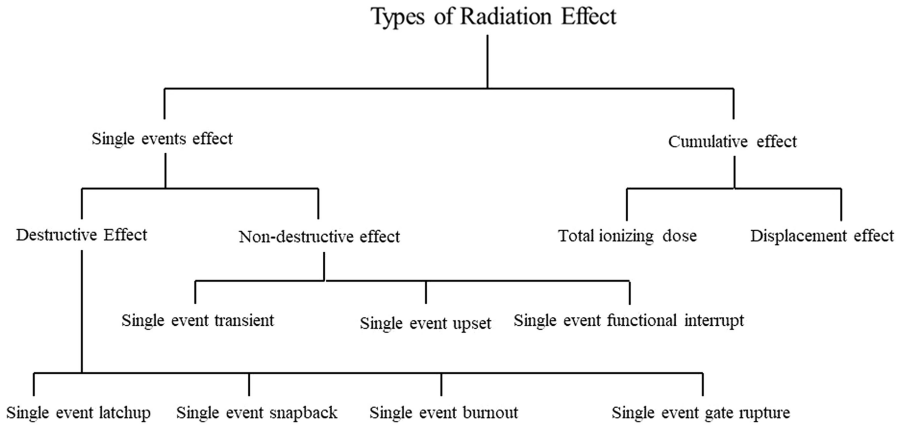 Types of Radiation Effect
Single events effect
Cumulative effect
Destructive Effect
Non-destructive effect
Total ionizing dose
Displacement effect
Single event transient
Single event upset
Single event functional interrupt
Single event latchup
Single event snapback
Single event burnout
Single event gate rupture